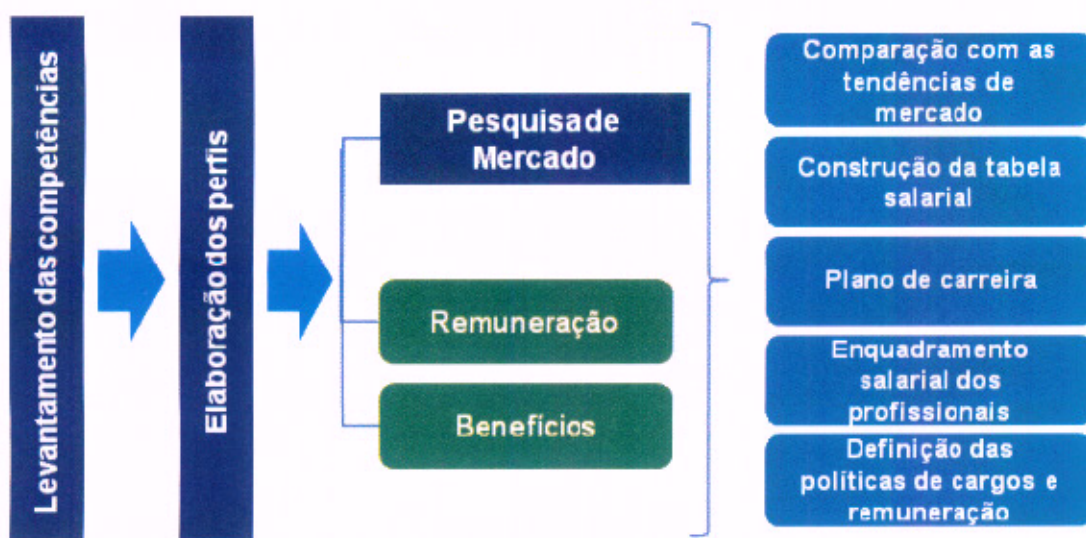 Levantamento das competências
Elaboração dos perfis
Pesquisa de
Mercado
Remuneração
Benefícios
Comparação com as
tendências de
mercado
Construção da tabela
salarial
Plano de carreira
Enquadramento
salarial dos
profissionais
Definição das
políticas de cargos e
remuneração